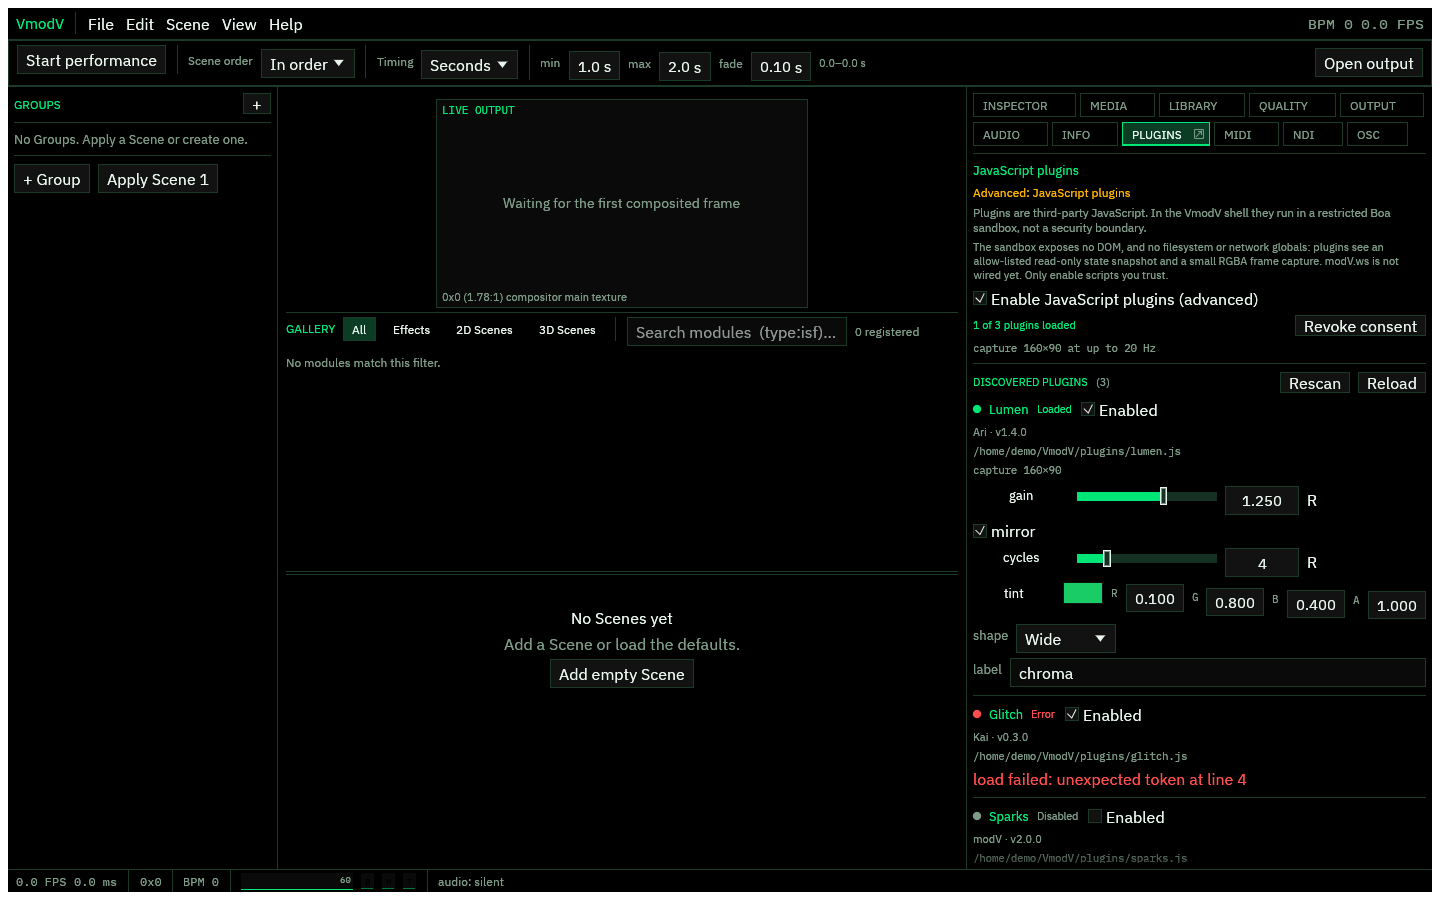 VmodV File Edit Scene View Help BPM 0 0.0 FPS
Start performance Scene order In order Timing Seconds min 1.0 s max 2.0 s fade 0.10 s 0.0–0.0 s Open output
GROUPS +
No Groups. Apply a Scene or create one.
+ Group Apply Scene 1
LIVE OUTPUT
Waiting for the first composited frame
0x0 (1.78:1) compositor main texture
GALLERY All Effects 2D Scenes 3D Scenes Search modules (type:isf)... 0 registered
No modules match this filter.
No Scenes yet
Add a Scene or load the defaults.
Add empty Scene
INSPECTOR MEDIA LIBRARY QUALITY OUTPUT
AUDIO INFO PLUGINS MIDI NDI OSC
JavaScript plugins
Advanced: JavaScript plugins
Plugins are third-party JavaScript. In the VmodV shell they run in a restricted Boa
sandbox, not a security boundary.
The sandbox exposes no DOM, and no filesystem or network globals: plugins see an
allow-listed read-only state snapshot and a small RGBA frame capture. modV.ws is not
wired yet. Only enable scripts you trust.
Enable JavaScript plugins (advanced)
1 of 3 plugins loaded Revoke consent
capture 160×90 at up to 20 Hz
DISCOVERED PLUGINS (3) Rescan Reload
Lumen Loaded Enabled
Ari · v1.4.0
/home/demo/VmodV/plugins/lumen.js
capture 160×90
gain 1.250 R
mirror
cycles 4 R
tint R 0.100 G 0.800 B 0.400 A 1.000
shape Wide
label chroma
Glitch Error Enabled
Kai · v0.3.0
/home/demo/VmodV/plugins/glitch.js
load failed: unexpected token at line 4
Sparks Disabled Enabled
modV · v2.0.0
/home/demo/VmodV/plugins/sparks.js
0.0 FPS 0.0 ms 0x0 BPM 0 60 audio: silent